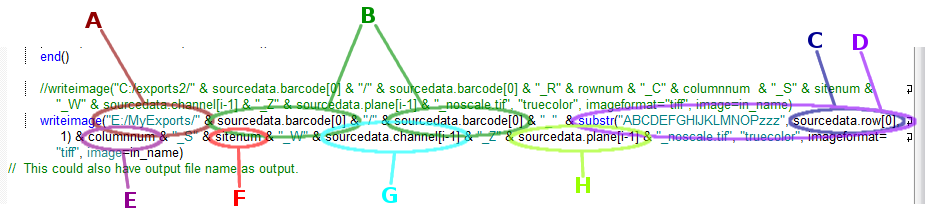 A
B
C
D
end()
//writeimage("C:/exports2/" & sourcedata.barcode[0] & "/" & sourcedata.barcode[0] & "_R" & rownum & "_C" & columnnum & "_S" & sitenum &
"_W" & sourcedata.channel[i-1] & "_Z" & sourcedata.plane[i-1] & "_noscale.tif", "truecolor", imageformat="tiff", image=in_name)
writeimage("E:/MyExports/" & sourcedata.barcode[0] & "/" & sourcedata.barcode[0] & "_" & substr("ABCDEFGHIJKLMNOPzzz", sourcedata.row[0],
1) & columnnum & "_S" & sitenum & "_W" & sourcedata.channel[i-1] & "_Z" & sourcedata.plane[i-1] & "_noscale.tif", "truecolor", imageformat=
"tiff", image=in_name)
// This could also have output file name as output.
E
F
G
H